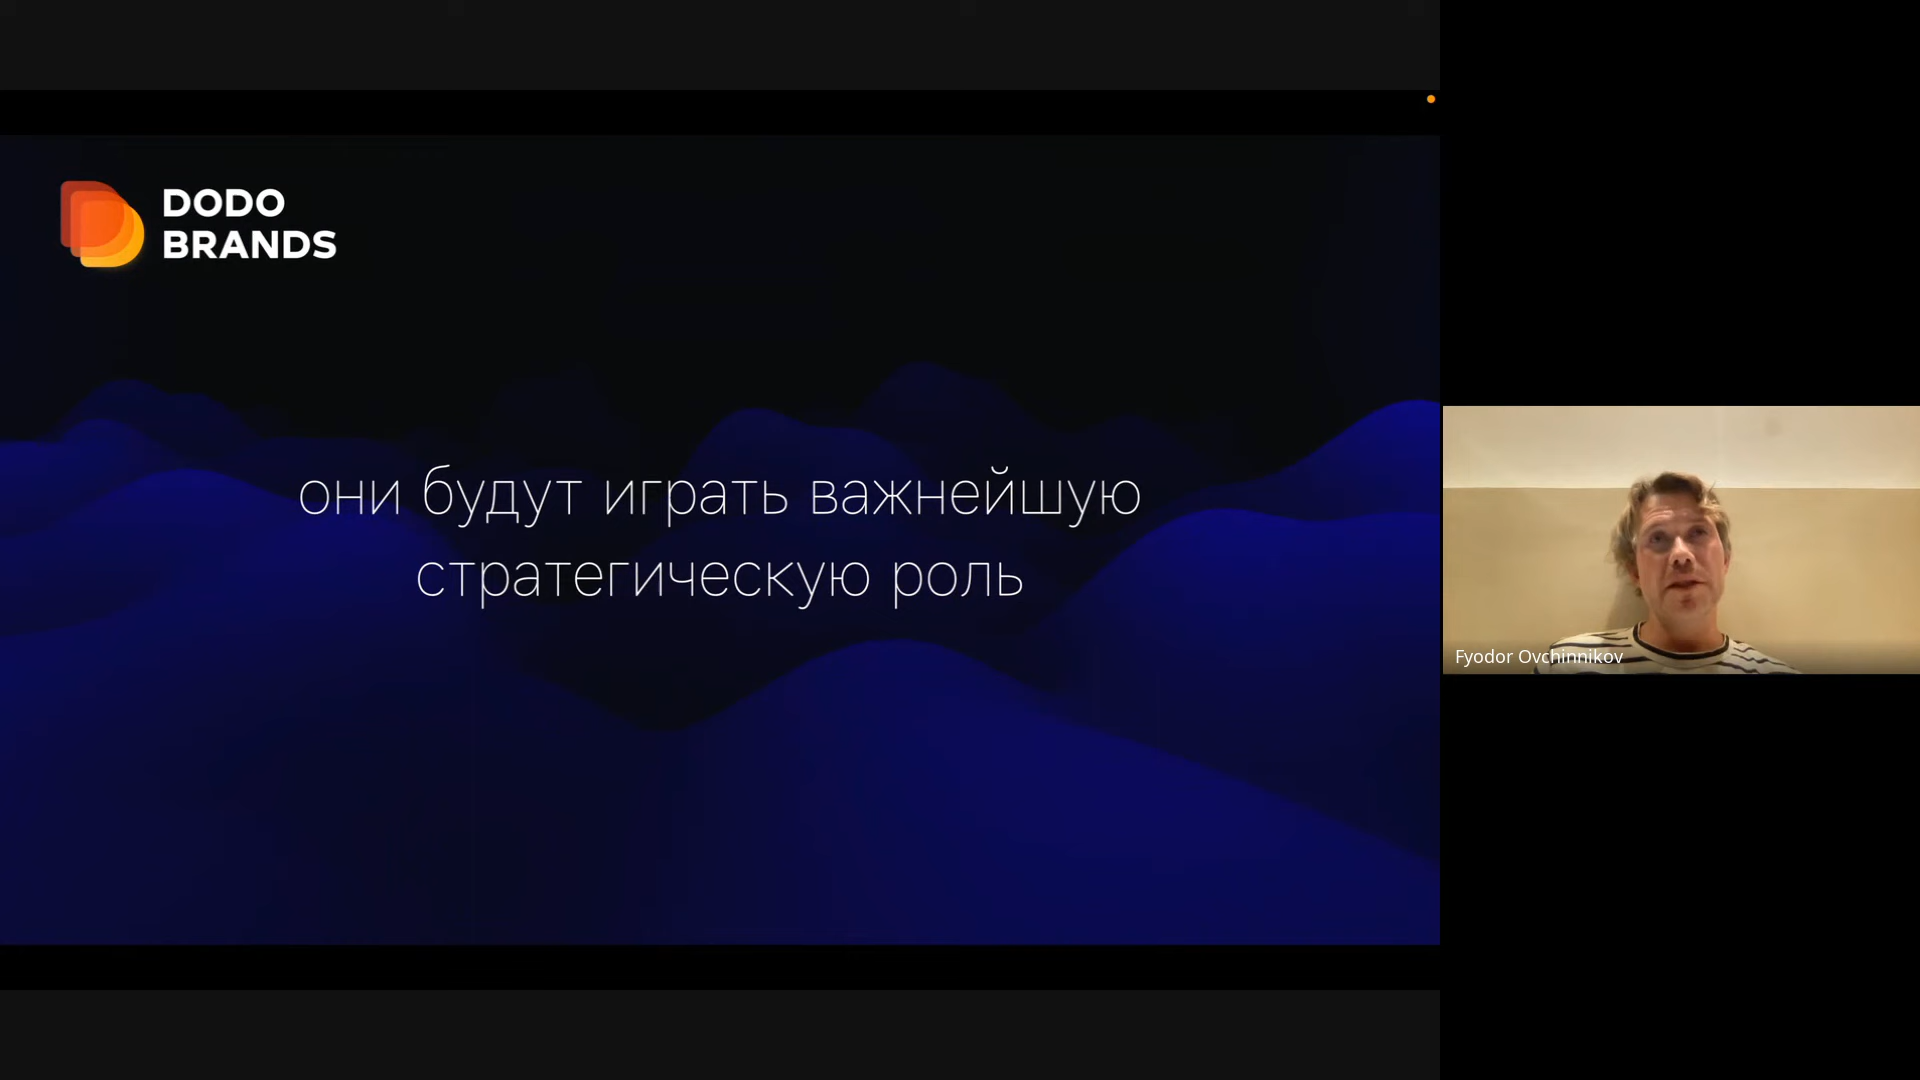 DODO
BRANDS
они будут играть важнейшую
стратегическую роль
Fyodor Ovchinnikov